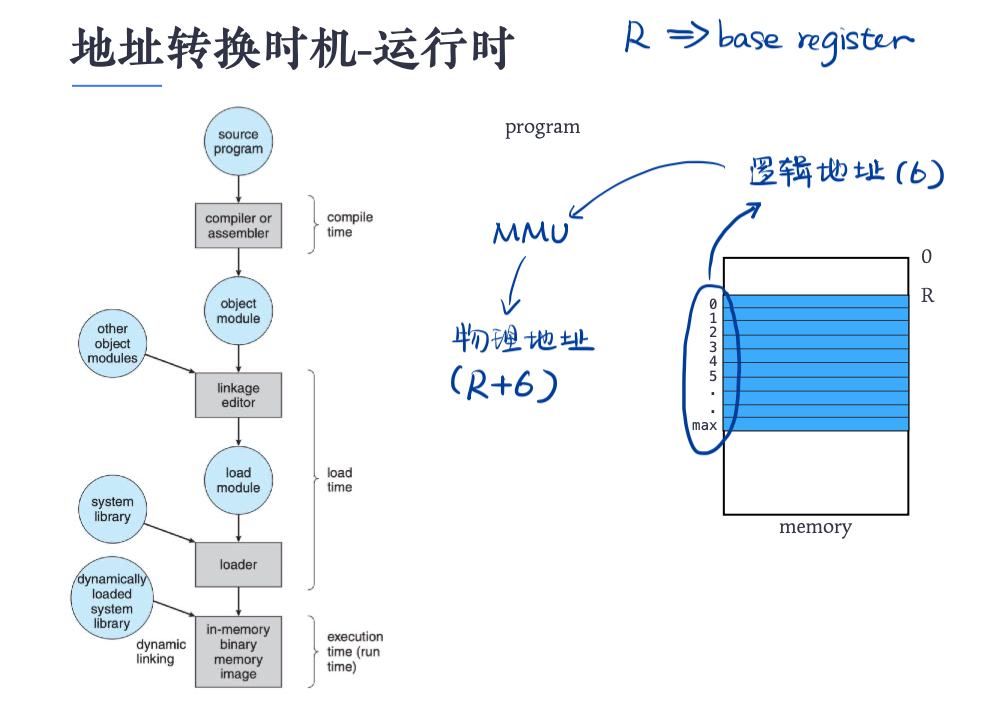 地址转换时机-运行时
R ⇒ base register
source
program
compiler or
assembler
compile
time
object
module
other
object
modules
linkage
editor
load
module
load
time
system
library
loader
dynamically
loaded
system
library
dynamic
linking
in-memory
binary
memory
image
execution
time (run
time)
program
逻辑地址 (6)
MMU
物理地址
(R+6)
0
R
0
1
2
3
4
5
.
.
max
memory